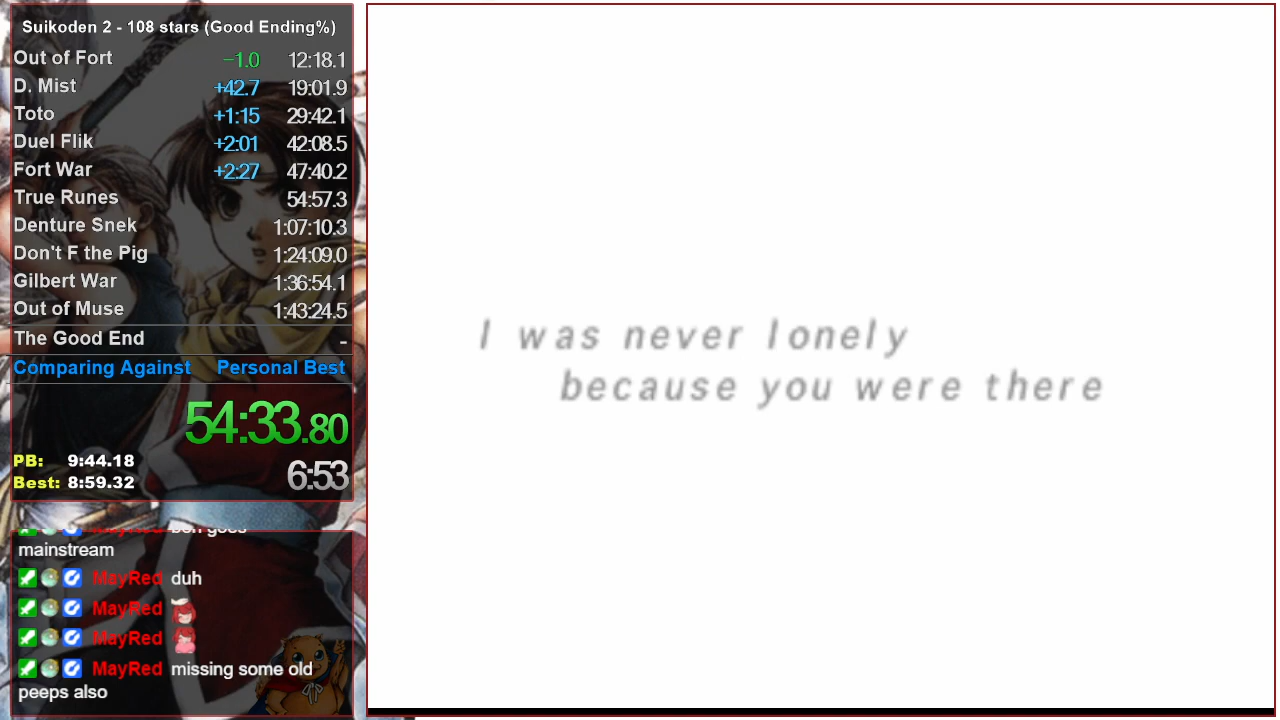 Suikoden 2 - 108 stars (Good Ending%)
Out of Fort −1.0 12:18.1
D. Mist +42.7 19:01.9
Toto +1:15 29:42.1
Duel Flik +2:01 42:08.5
Fort War +2:27 47:40.2
True Runes 54:57.3
Denture Snek 1:07:10.3
Don't F the Pig 1:24:09.0
Gilbert War 1:36:54.1
Out of Muse 1:43:24.5
The Good End -
Comparing Against Personal Best
54:33.80
PB: 9:44.18
Best: 8:59.32
6:53
mainstream
MayRed duh
MayRed
MayRed
MayRed missing some old
peeps also
I was never lonely
because you were there